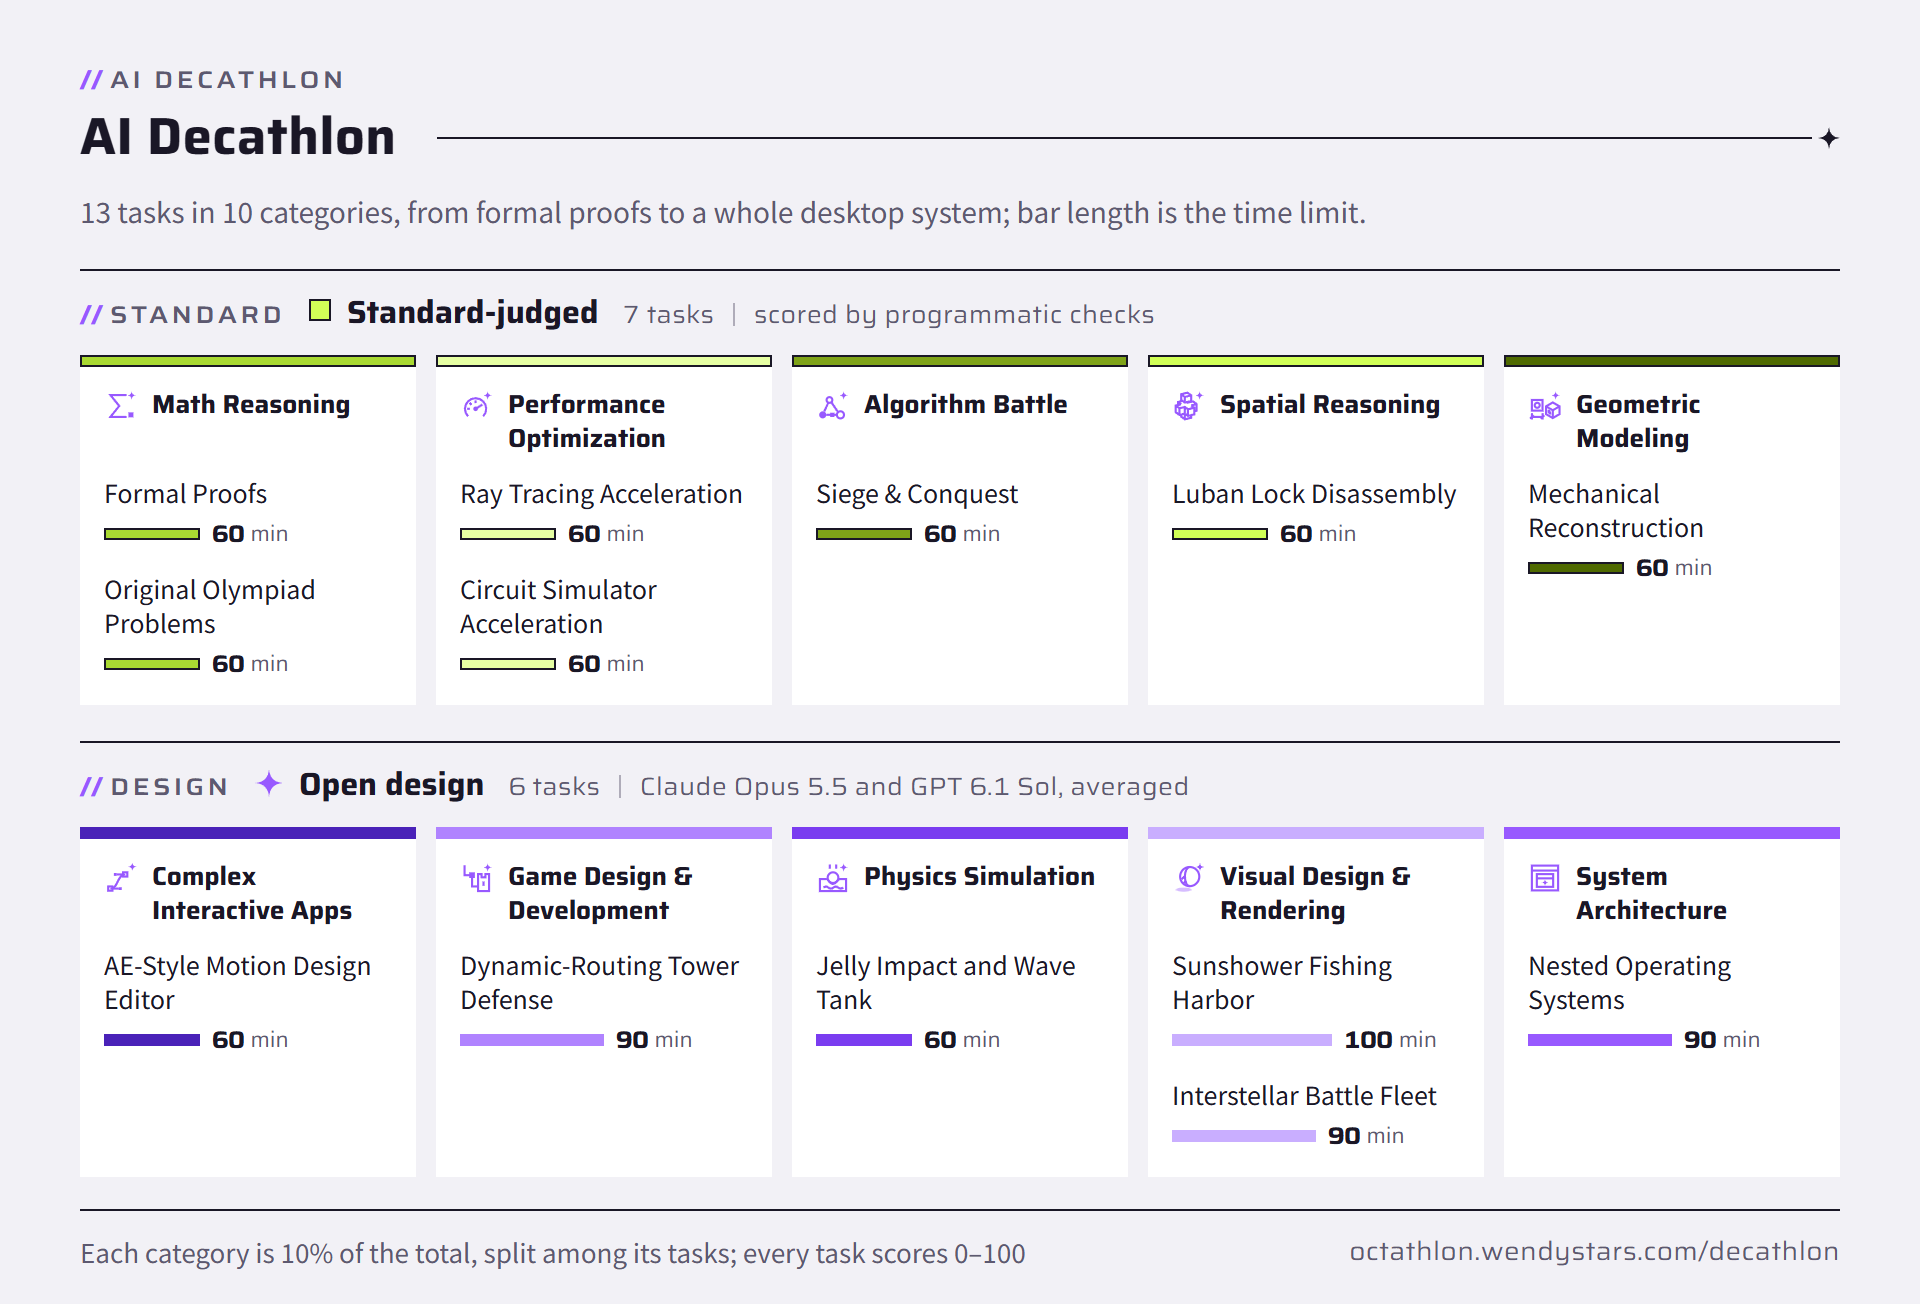 // AI DECATHLON
AI Decathlon
13 tasks in 10 categories, from formal proofs to a whole desktop system; bar length is the time limit.
// STANDARD Standard-judged 7 tasks | scored by programmatic checks
Math Reasoning
Formal Proofs
60 min
Original Olympiad
Problems
60 min
Performance
Optimization
Ray Tracing Acceleration
60 min
Circuit Simulator
Acceleration
60 min
Algorithm Battle
Siege & Conquest
60 min
Spatial Reasoning
Luban Lock Disassembly
60 min
Geometric
Modeling
Mechanical
Reconstruction
60 min
// DESIGN Open design 6 tasks | Claude Opus 5.5 and GPT 6.1 Sol, averaged
Complex
Interactive Apps
AE-Style Motion Design
Editor
60 min
Game Design &
Development
Dynamic-Routing Tower
Defense
90 min
Physics Simulation
Jelly Impact and Wave
Tank
60 min
Visual Design &
Rendering
Sunshower Fishing
Harbor
100 min
Interstellar Battle Fleet
90 min
System
Architecture
Nested Operating
Systems
90 min
Each category is 10% of the total, split among its tasks; every task scores 0–100
octathlon.wendystars.com/decathlon